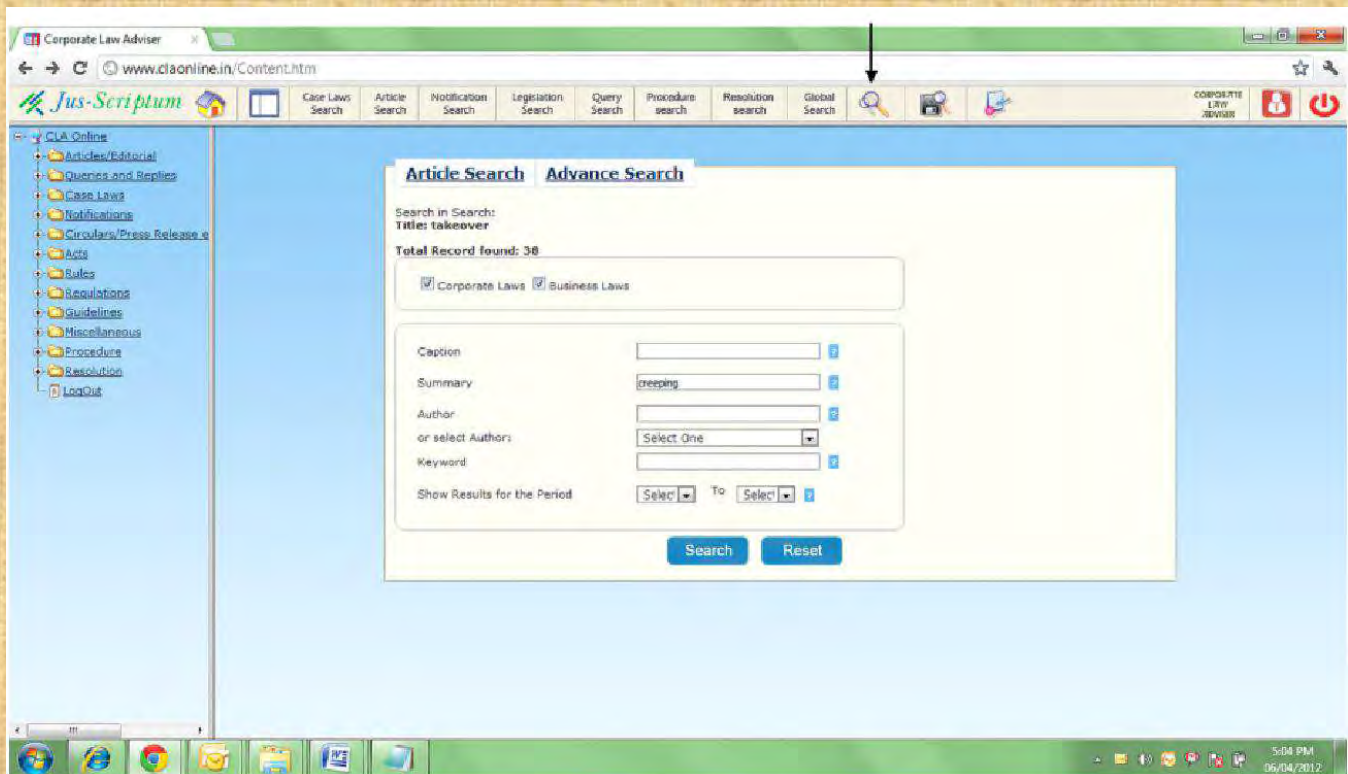 Corporate Law Adviser
www.claonline.in/Content.htm
Jus-Scriptum
Case Laws Search
Article Search
Notification Search
Legislation Search
Query Search
Procedure search
Resolution search
Global Search
CORPORATE LAW ADVISER
CLA Online
Articles/Editorial
Queries and Replies
Case Laws
Notifications
Circulars/Press Release e
Acts
Rules
Regulations
Guidelines
Miscellaneous
Procedure
Resolution
LogOut
Article Search Advance Search
Search in Search:
Title: takeover
Total Record found: 38
Corporate Laws Business Laws
Caption
Summary creeping
Author
or select Author: Select One
Keyword
Show Results for the Period Select To Select
Search Reset
5:04 PM
06/04/2012